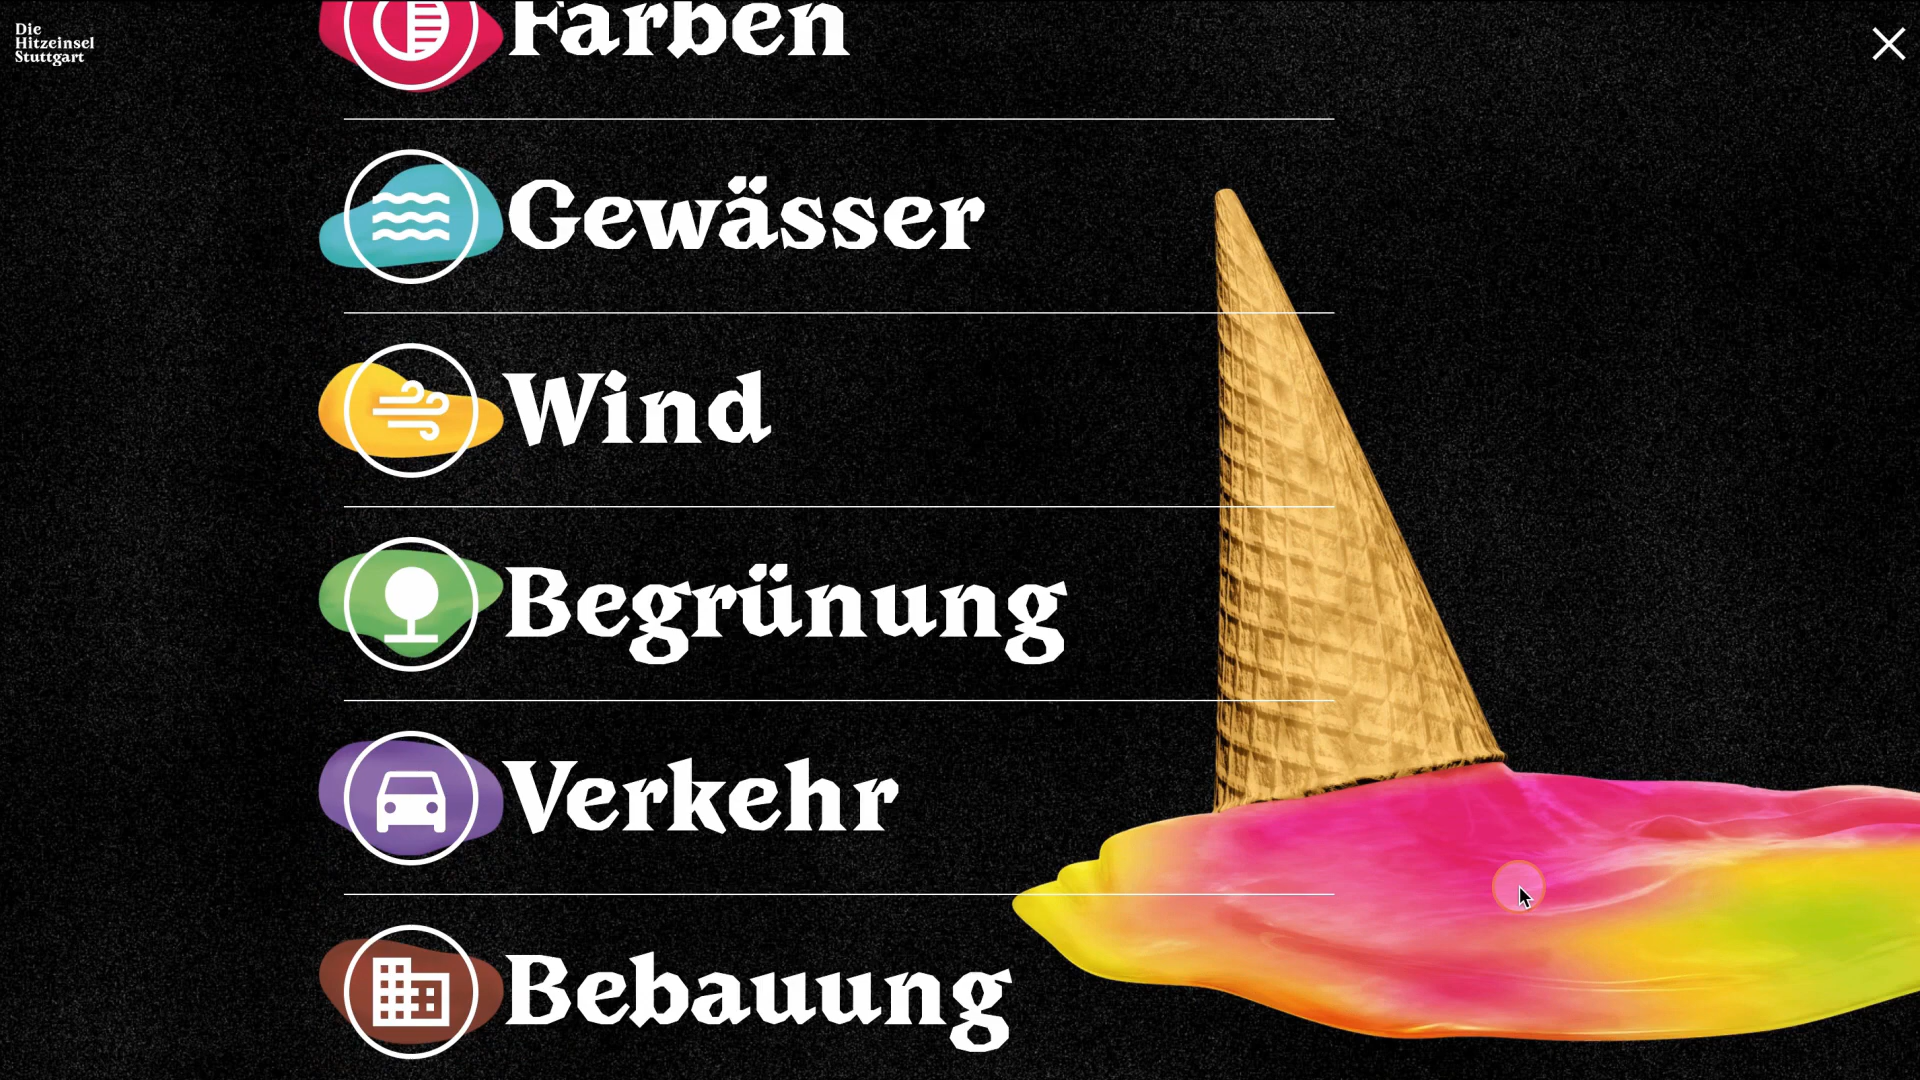 Die
Hitzeinsel
Stuttgart
Farben
Gewässer
Wind
Begrünung
Verkehr
Bebauung